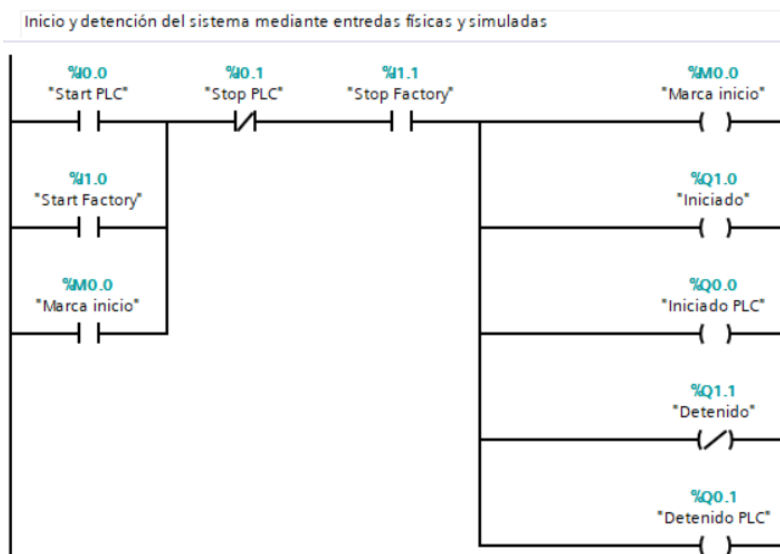 Inicio y detención del sistema mediante entredas físicas y simuladas
%I0.0
"Start PLC"
%I0.1
"Stop PLC"
%I1.1
"Stop Factory"
%M0.0
"Marca inicio"
%I1.0
"Start Factory"
%Q1.0
"Iniciado"
%M0.0
"Marca inicio"
%Q0.0
"Iniciado PLC"
%Q1.1
"Detenido"
%Q0.1
"Detenido PLC"